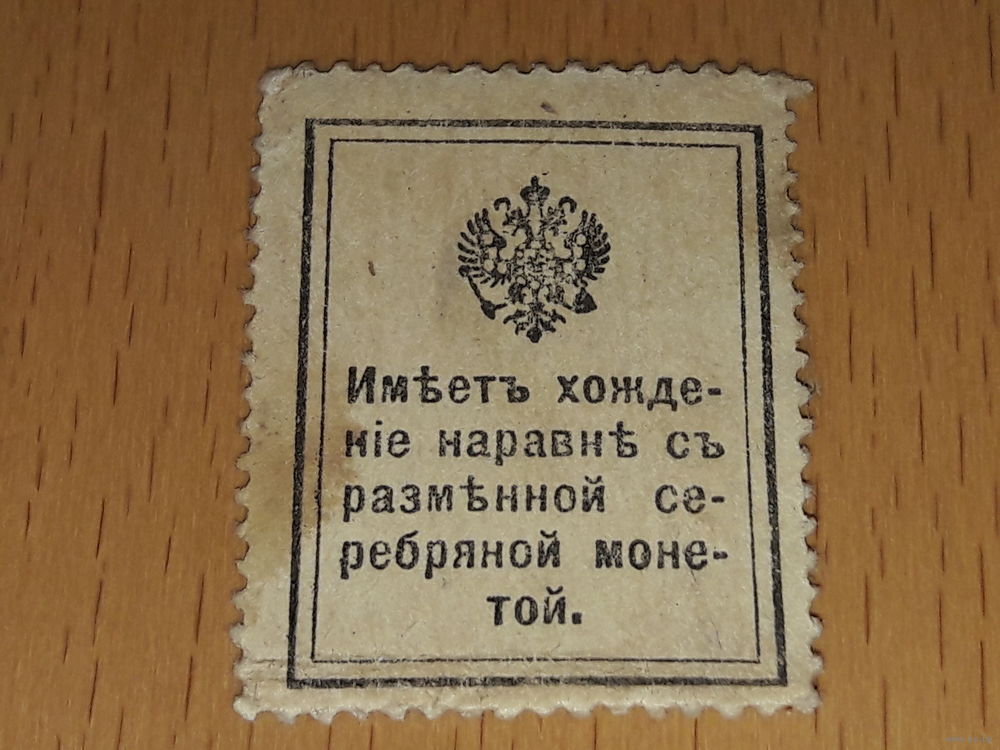 Имѣетъ хожде-
ніе наравнѣ съ
размѣнной се-
ребряной моне-
той.